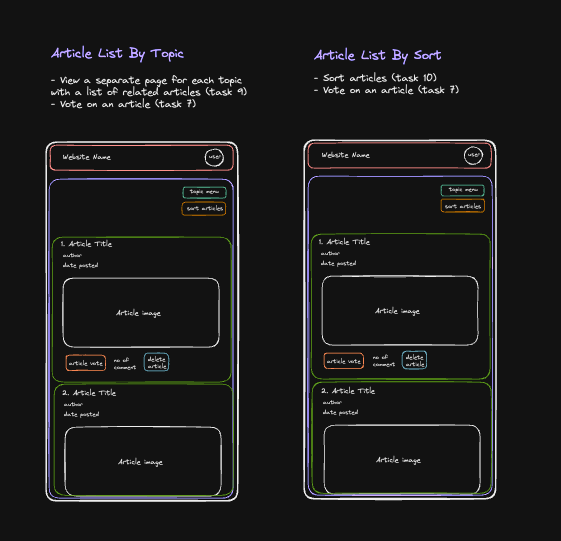 Article List By Topic
- View a separate page for each topic
with a list of related articles (task 9)
- Vote on an article (task 7)
Website Name
user
topic menu
sort articles
1. Article Title
author
date posted
Article image
article vote
no of
comment
delete
article
2. Article Title
author
date posted
Article image
Article List By Sort
- Sort articles (task 10)
- Vote on an article (task 7)
Website Name
user
topic menu
sort articles
1. Article Title
author
date posted
Article image
article vote
no of
comment
delete
article
2. Article Title
author
date posted
Article image